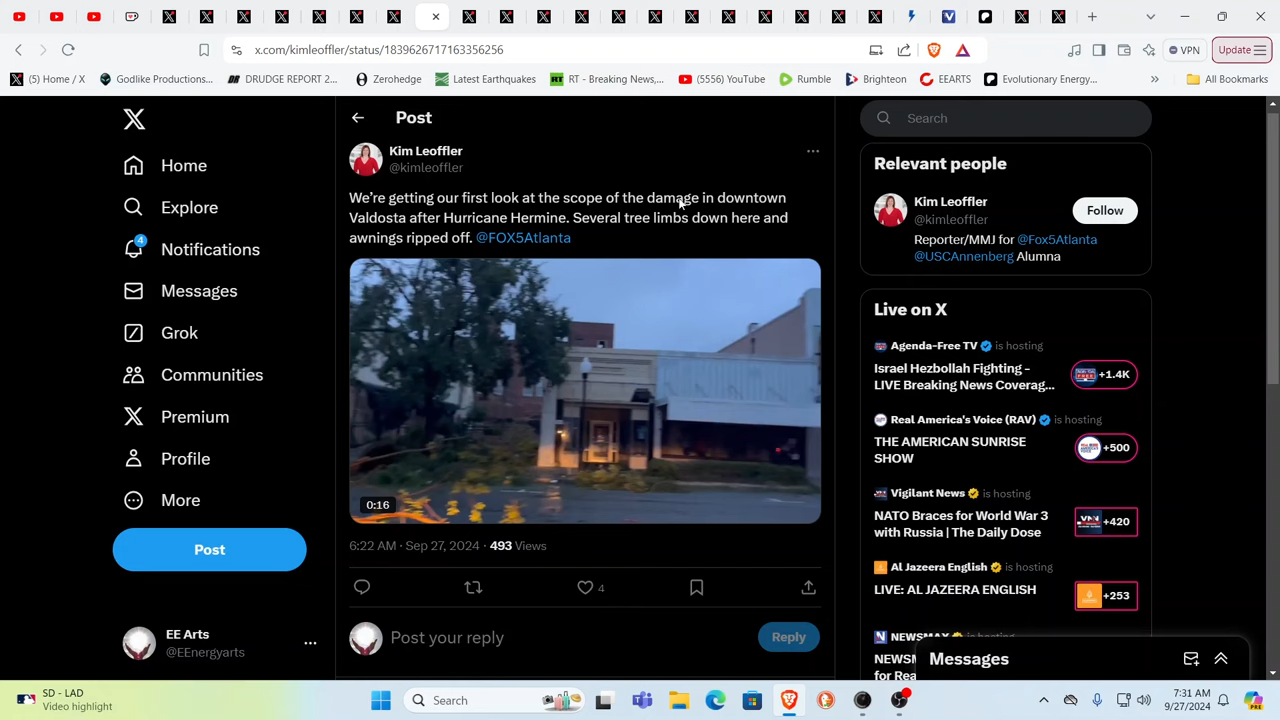 x.com/kimleoffler/status/1839626717163356256
VPN
Update
(5) Home / X
Godlike Productions...
DRUDGE REPORT 2...
Zerohedge
Latest Earthquakes
RT - Breaking News,...
(5555) YouTube
Rumble
Brighteon
EEARTS
Evolutionary Energy...
»
All Bookmarks
Home
Explore
4
Notifications
Messages
Grok
Communities
Premium
Profile
More
Post
EE Arts
@EEnergyarts
Post
Kim Leoffler
@kimleoffler
We're getting our first look at the scope of the damage in downtown
Valdosta after Hurricane Hermine. Several tree limbs down here and
awnings ripped off. @FOX5Atlanta
0:16
6:22 AM · Sep 27, 2024 · 493 Views
4
Post your reply
Reply
Search
Relevant people
Kim Leoffler
@kimleoffler
Follow
Reporter/MMJ for @Fox5Atlanta
@USCAnnenberg Alumna
Live on X
Agenda-Free TV is hosting
Israel Hezbollah Fighting -
LIVE Breaking News Coverag...
+1.4K
Real America's Voice (RAV) is hosting
THE AMERICAN SUNRISE
SHOW
+500
Vigilant News is hosting
NATO Braces for World War 3
with Russia | The Daily Dose
+420
Al Jazeera English is hosting
LIVE: AL JAZEERA ENGLISH
+253
NEWSMAX is hosting
Messages
SD - LAD
Video highlight
Search
7:31 AM
9/27/2024